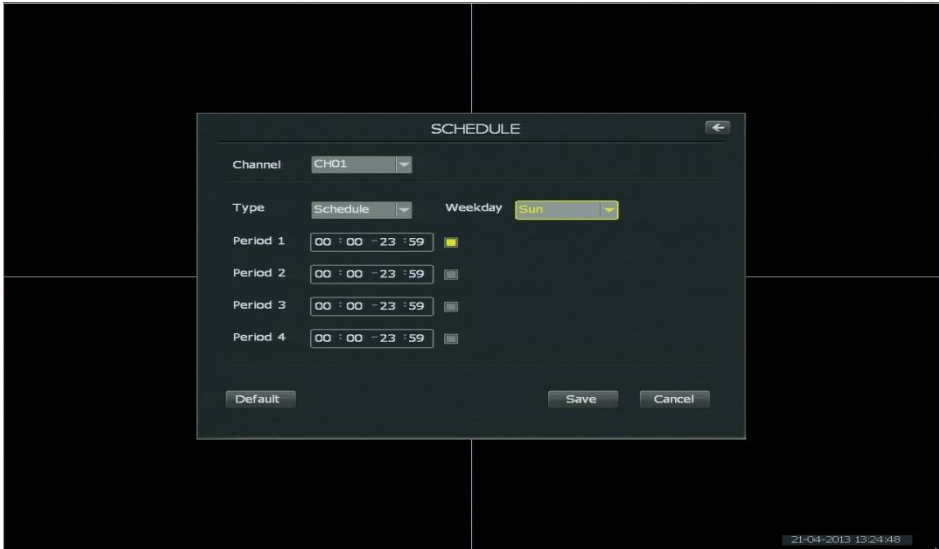 SCHEDULE
Channel CH01
Type Schedule Weekday Sun
Period 1 00 : 00 - 23 : 59
Period 2 00 : 00 - 23 : 59
Period 3 00 : 00 - 23 : 59
Period 4 00 : 00 - 23 : 59
Default Save Cancel
21-04-2013 13:24:48